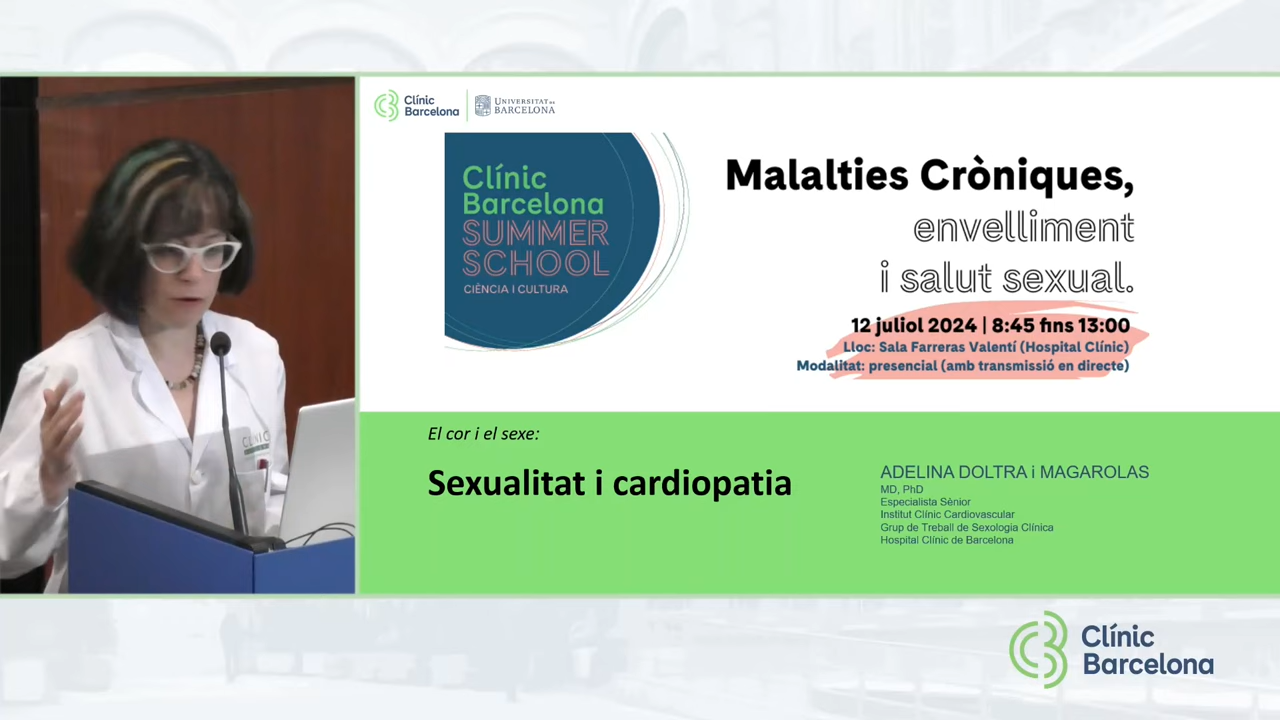 Clínic
Barcelona
UNIVERSITAT DE
BARCELONA
Clínic
Barcelona
SUMMER
SCHOOL
CIÈNCIA I CULTURA
Malalties Cròniques,
envelliment
i salut sexual.
12 juliol 2024 | 8:45 fins 13:00
Lloc: Sala Farreras Valentí (Hospital Clínic)
Modalitat: presencial (amb transmissió en directe)
El cor i el sexe:
Sexualitat i cardiopatia
ADELINA DOLTRA i MAGAROLAS
MD, PhD
Especialista Sènior
Institut Clínic Cardiovascular
Grup de Treball de Sexologia Clínica
Hospital Clínic de Barcelona
CLÍNIC
Clínic
Barcelona